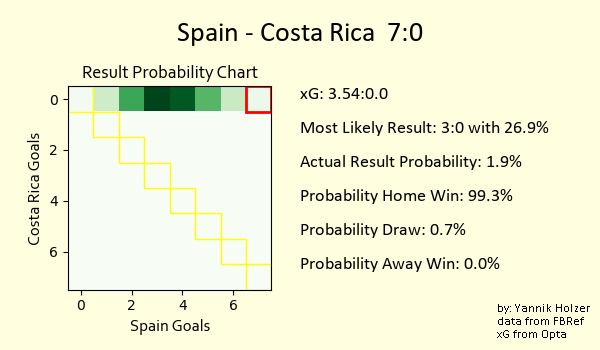 Spain - Costa Rica 7:0
Result Probability Chart
xG: 3.54:0.0
Most Likely Result: 3:0 with 26.9%
Actual Result Probability: 1.9%
Probability Home Win: 99.3%
Probability Draw: 0.7%
Probability Away Win: 0.0%
Costa Rica Goals
0
2
4
6
0 2 4 6
Spain Goals
by: Yannik Holzer
data from FBRef
xG from Opta